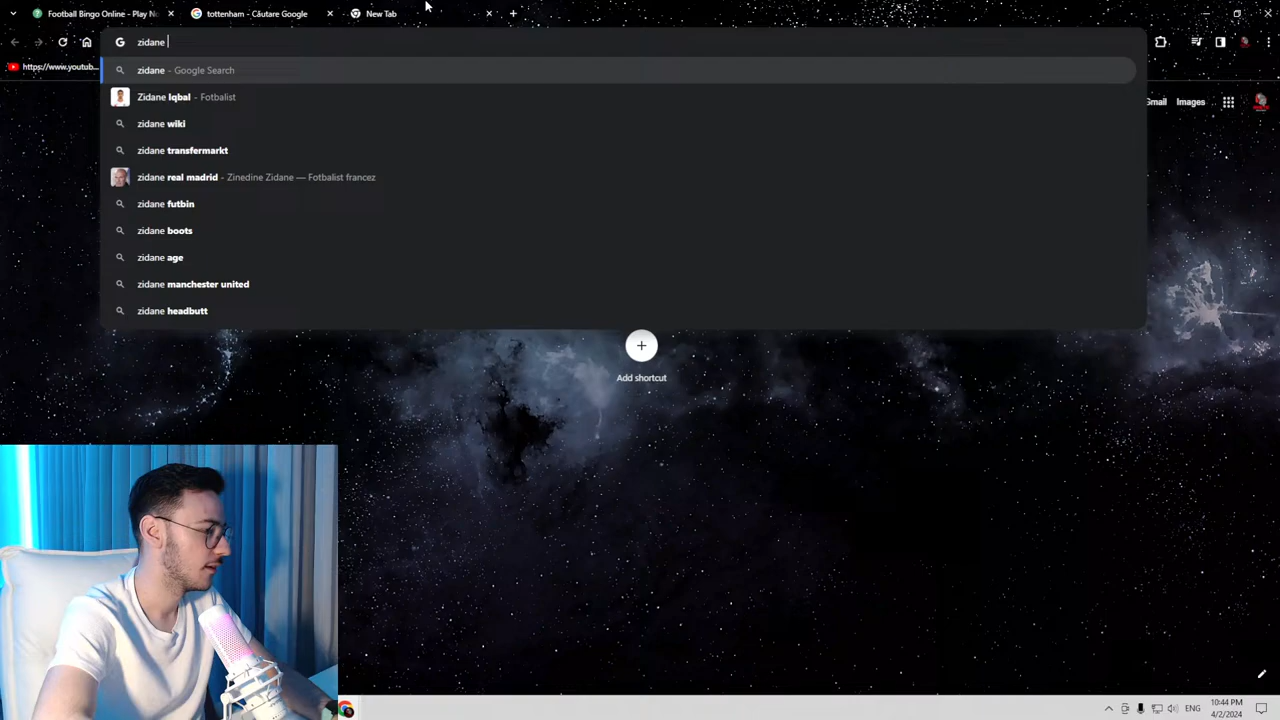 Football Bingo Online - Play N
tottenham - Căutare Google
New Tab
zidane
https://www.youtub...
zidane - Google Search
Zidane Iqbal - Fotbalist
zidane wiki
zidane transfermarkt
zidane real madrid - Zinedine Zidane — Fotbalist francez
zidane futbin
zidane boots
zidane age
zidane manchester united
zidane headbutt
Gmail
Images
Add shortcut
ENG
10:44 PM
4/2/2024